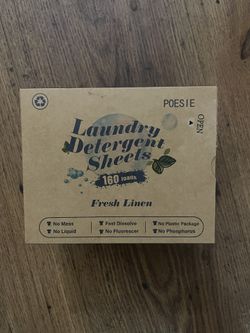 POESIE
OPEN
Laundry
Detergent
Sheets
160 loads
Fresh Linen
No Mess
Fast Dissolve
No Plastic Package
No Liquid
No Fluorescer
No Phosphorus